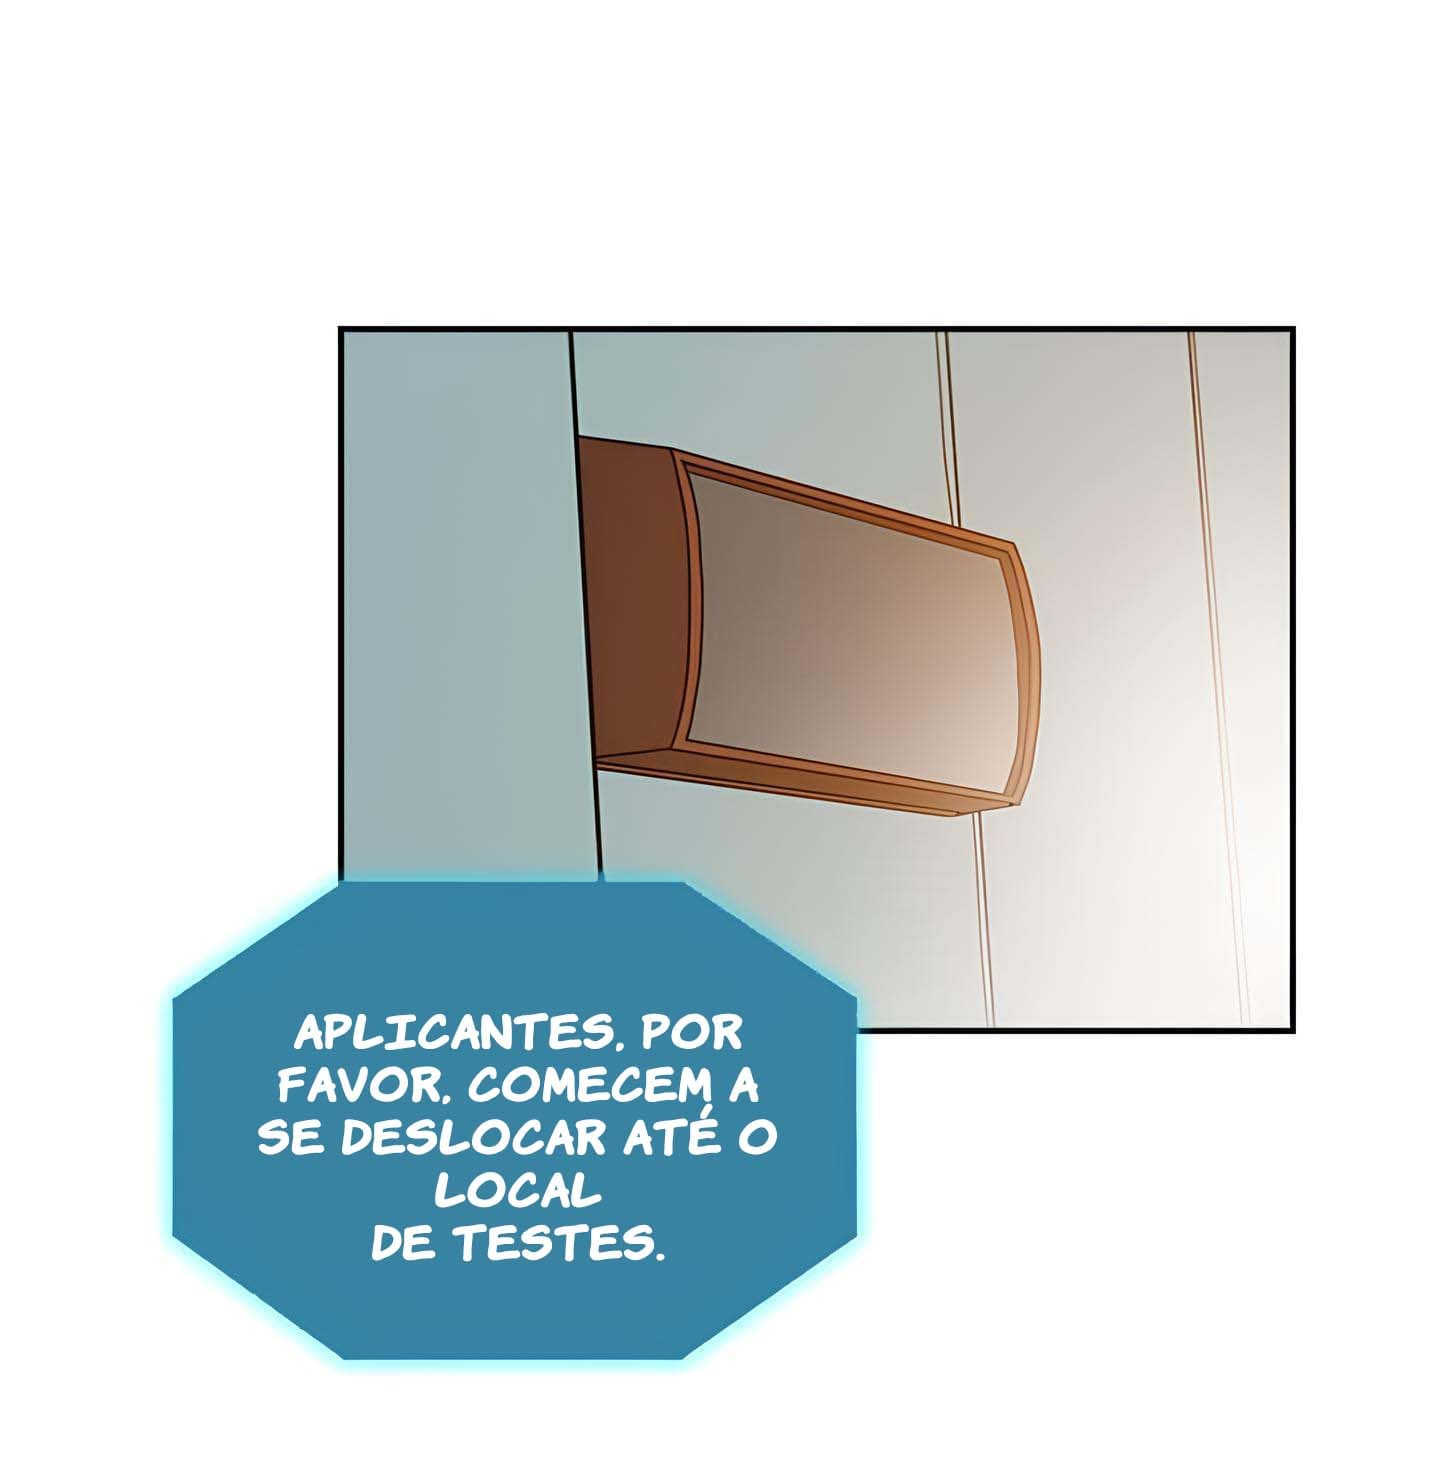 APLICANTES, POR
FAVOR, COMECEM A
SE DESLOCAR ATÉ O
LOCAL
DE TESTES.